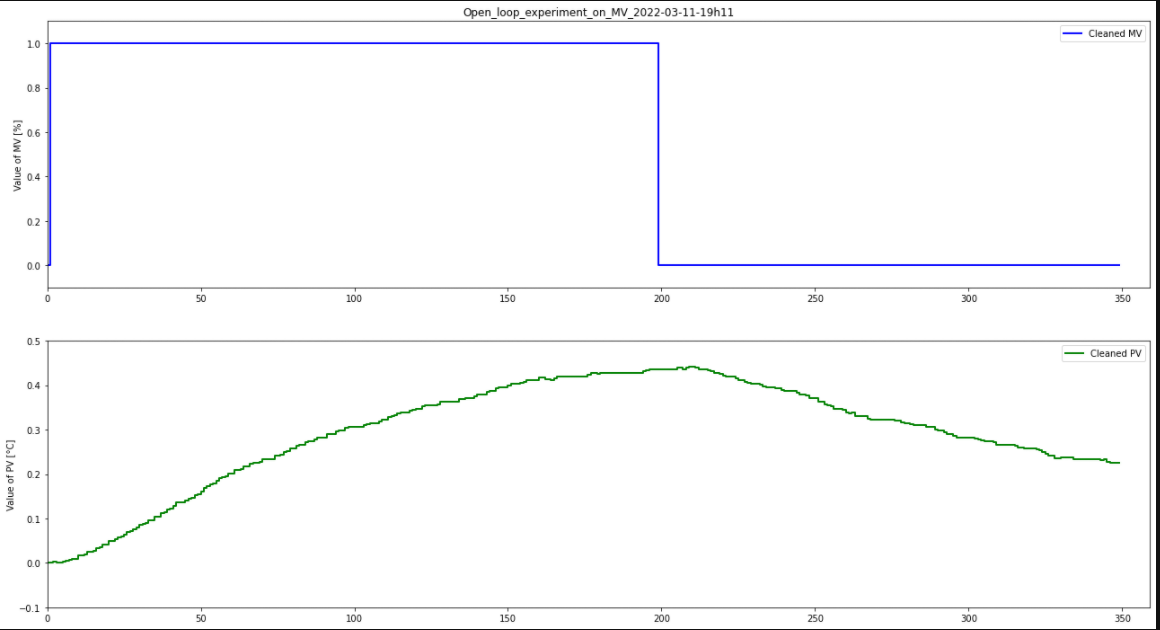 Open_loop_experiment_on_MV_2022-03-11-19h11
Cleaned MV
Value of MV [%]
1.0
0.8
0.6
0.4
0.2
0.0
0 50 100 150 200 250 300 350
Cleaned PV
Value of PV [°C]
0.5
0.4
0.3
0.2
0.1
0.0
−0.1
0 50 100 150 200 250 300 350